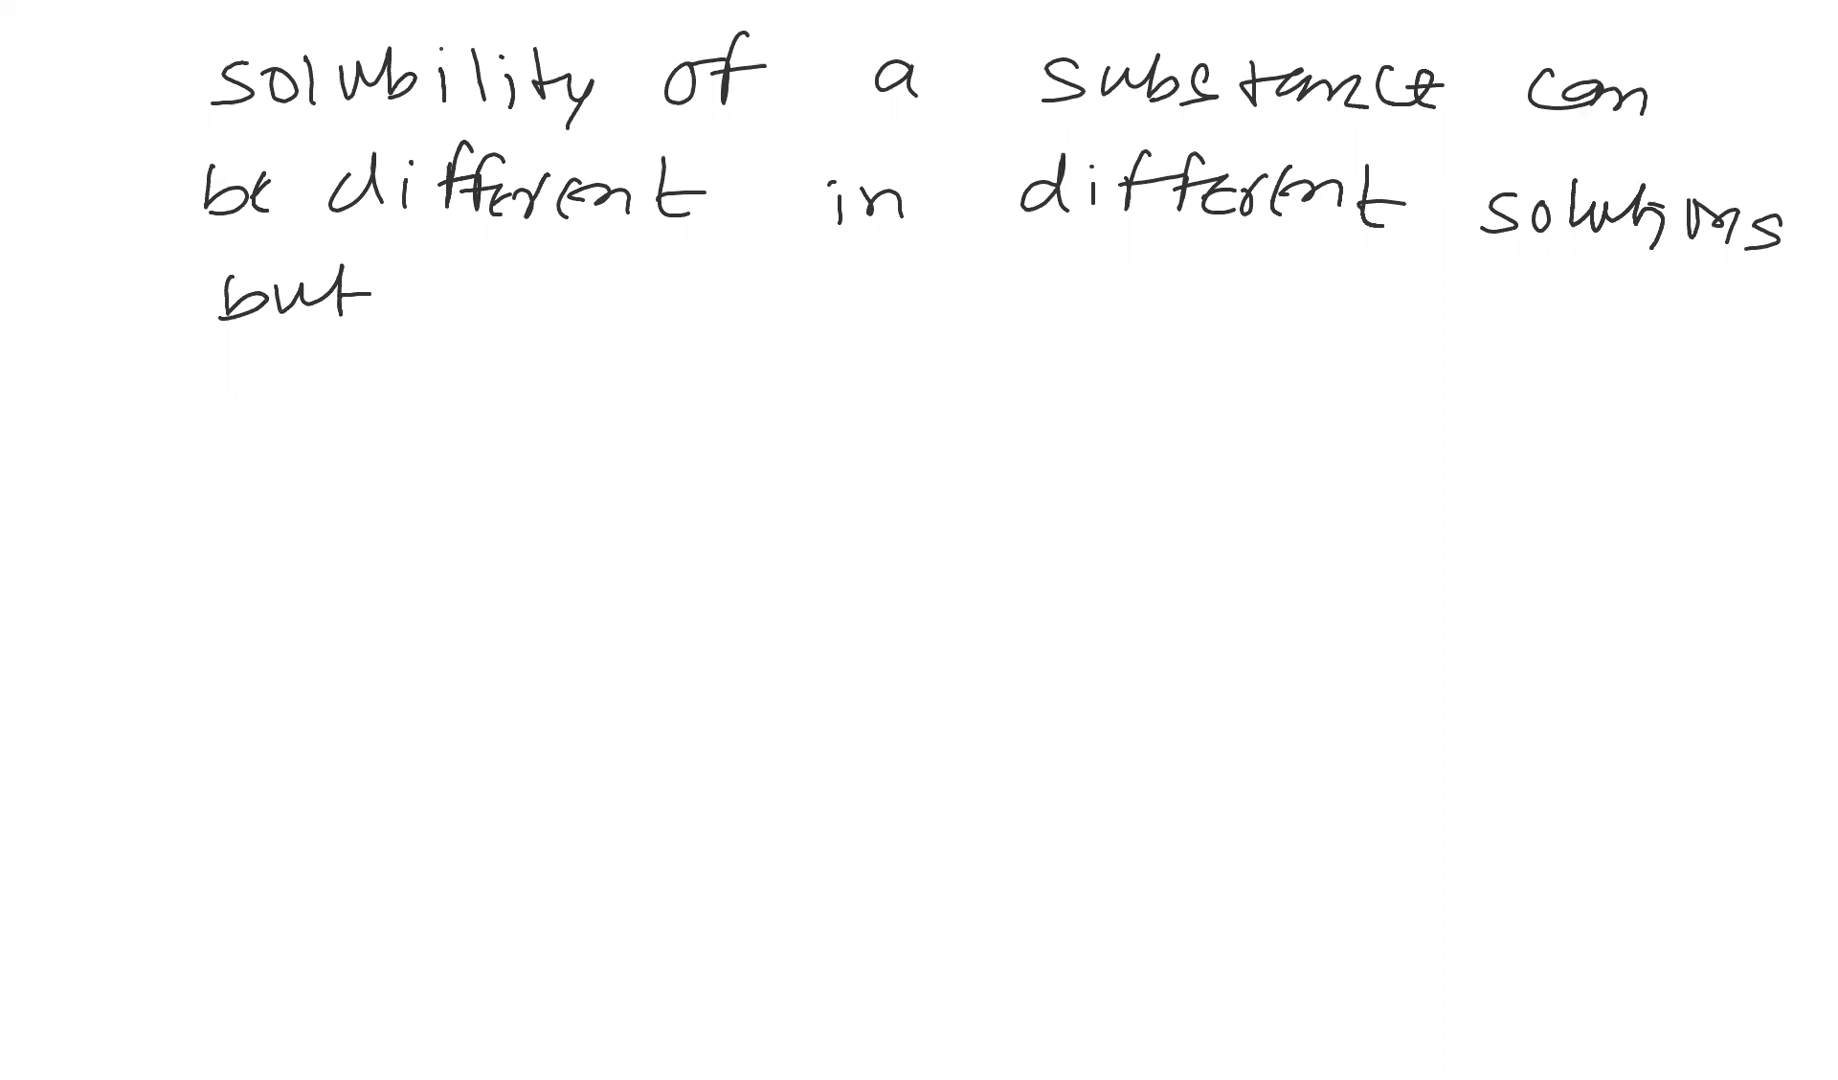 solubility of a substance can
be different in different solutions
but